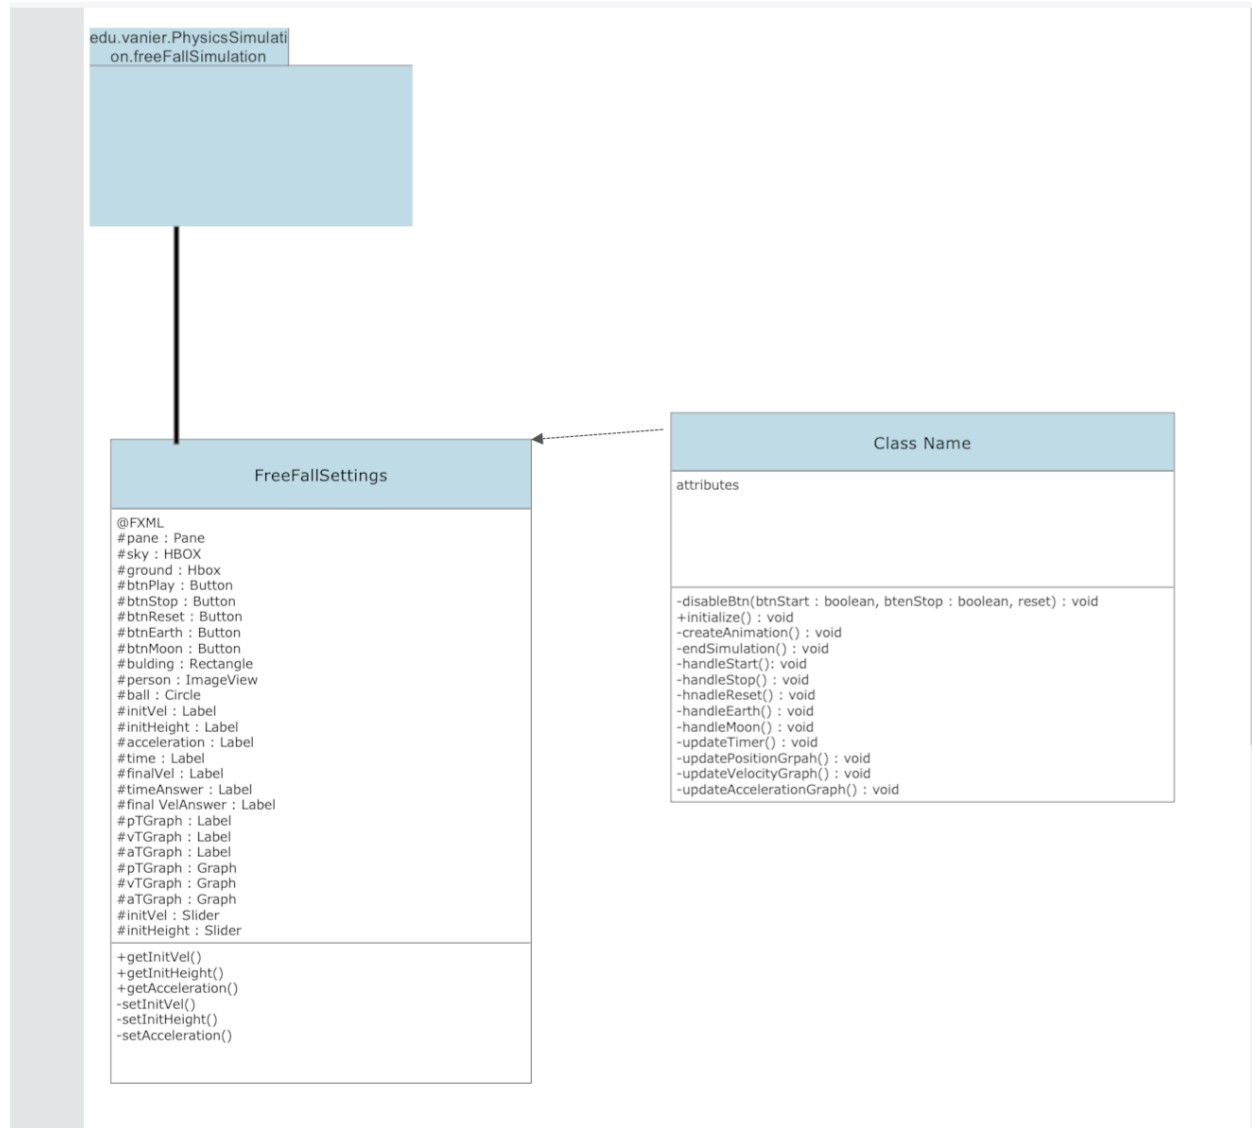 edu.vanier.PhysicsSimulati
on.freeFallSimulation
FreeFallSettings
@FXML
#pane : Pane
#sky : HBOX
#ground : Hbox
#btnPlay : Button
#btnStop : Button
#btnReset : Button
#btnEarth : Button
#btnMoon : Button
#bulding : Rectangle
#person : ImageView
#ball : Circle
#initVel : Label
#initHeight : Label
#acceleration : Label
#time : Label
#finalVel : Label
#timeAnswer : Label
#final VelAnswer : Label
#pTGraph : Label
#vTGraph : Label
#aTGraph : Label
#pTGraph : Graph
#vTGraph : Graph
#aTGraph : Graph
#initVel : Slider
#initHeight : Slider
+getInitVel()
+getInitHeight()
+getAcceleration()
-setInitVel()
-setInitHeight()
-setAcceleration()
Class Name
attributes
-disableBtn(btnStart : boolean, btenStop : boolean, reset) : void
+initialize() : void
-createAnimation() : void
-endSimulation() : void
-handleStart(): void
-handleStop() : void
-hnadleReset() : void
-handleEarth() : void
-handleMoon() : void
-updateTimer() : void
-updatePositionGrpah() : void
-updateVelocityGraph() : void
-updateAccelerationGraph() : void